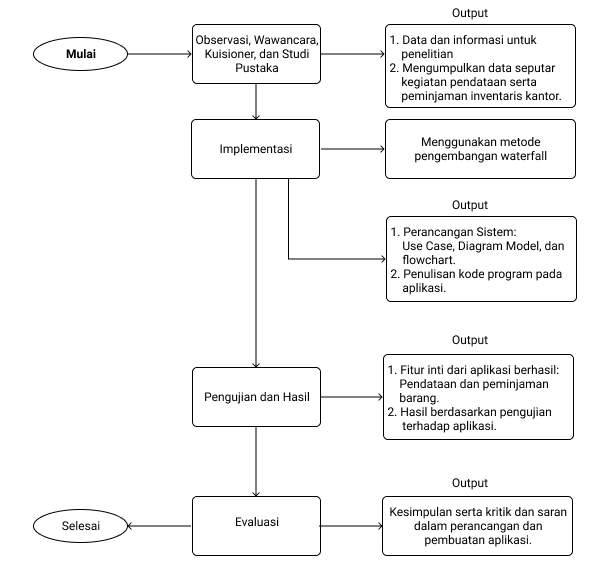 Output
Mulai
Observasi, Wawancara,
Kuisioner, dan Studi
Pustaka
1. Data dan informasi untuk
penelitian
2. Mengumpulkan data seputar
kegiatan pendataan serta
peminjaman inventaris kantor.
Implementasi
Menggunakan metode
pengembangan waterfall
Output
1. Perancangan Sistem:
Use Case, Diagram Model, dan
flowchart.
2. Penulisan kode program pada
aplikasi.
Output
Pengujian dan Hasil
1. Fitur inti dari aplikasi berhasil:
Pendataan dan peminjaman
barang.
2. Hasil berdasarkan pengujian
terhadap aplikasi.
Output
Selesai
Evaluasi
Kesimpulan serta kritik dan saran
dalam perancangan dan
pembuatan aplikasi.